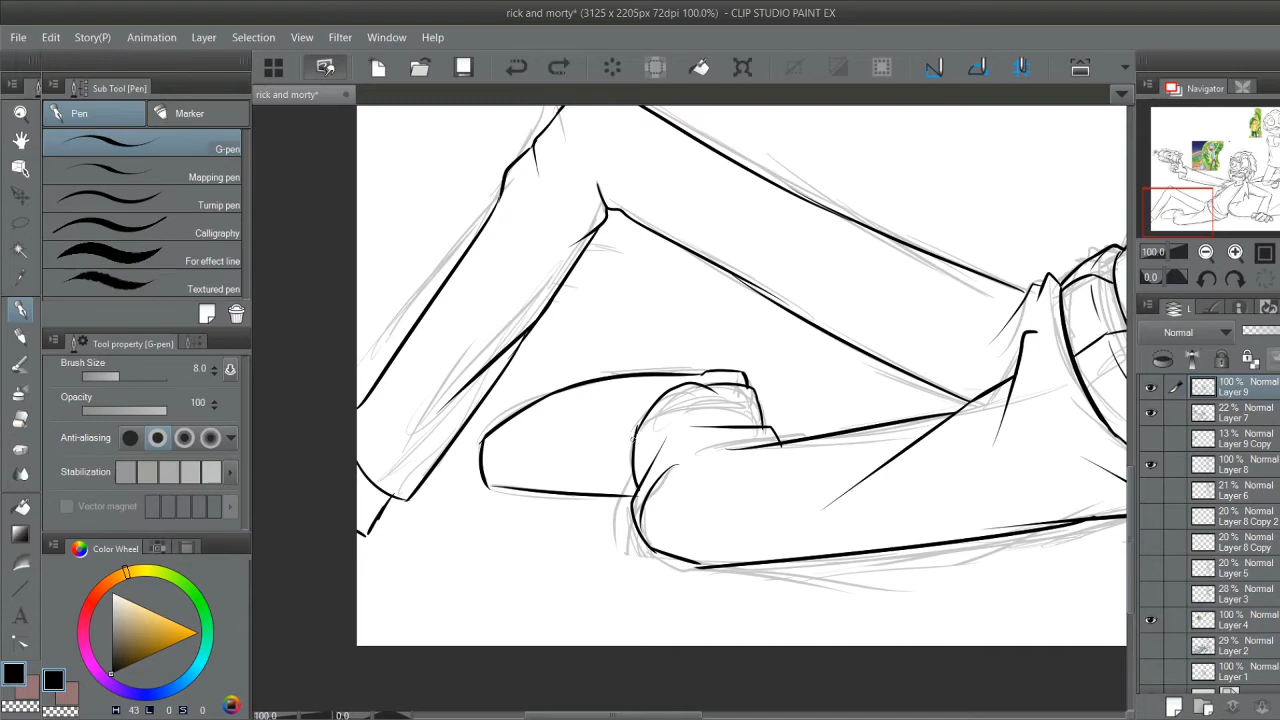 rick and morty* (3125 x 2205px 72dpi 100.0%) - CLIP STUDIO PAINT EX
File Edit Story(P) Animation Layer Selection View Filter Window Help
Sub Tool [Pen]
rick and morty*
Navigator
Pen Marker
G-pen
Mapping pen
Turnip pen
Calligraphy
For effect line
Textured pen
100.0
0.0
Tool property [G-pen]
L
Brush Size 8.0
Normal
Opacity 100
Anti-aliasing
Stabilization
Vector magnet
100 % Normal
Layer 9
22 % Normal
Layer 7
13 % Normal
Layer 9 Copy
100 % Normal
Layer 8
21 % Normal
Layer 6
20 % Normal
Layer 8 Copy 2
20 % Normal
Layer 8 Copy
20 % Normal
Layer 5
28 % Normal
Layer 3
100 % Normal
Layer 4
29 % Normal
Layer 2
100 % Normal
Layer 1
Color Wheel
H 43 L 0 S 0
100.0 0.0